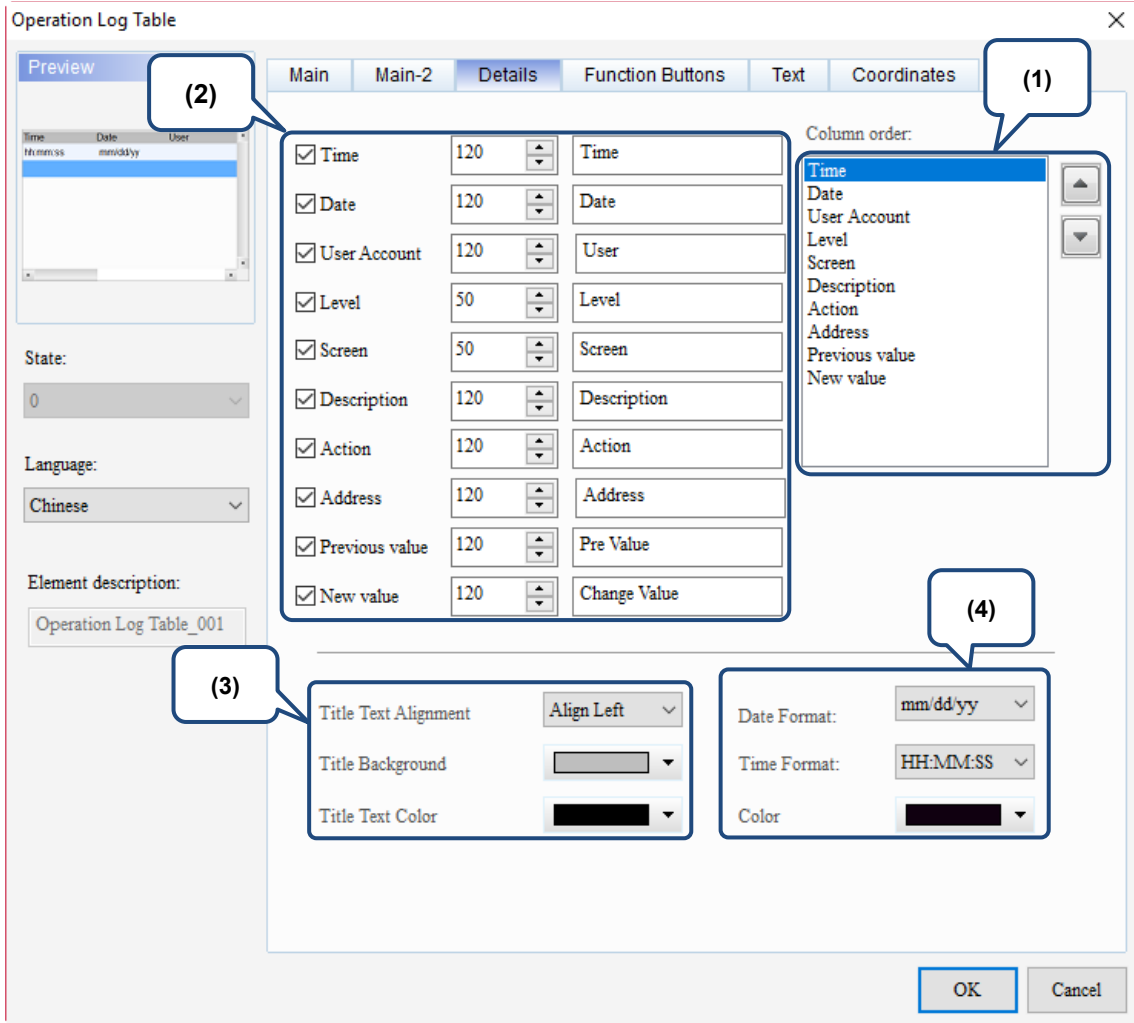 Operation Log Table
Preview
Time Date User
hh:mm:ss mm/dd/yy
State:
0
Language:
Chinese
Element description:
Operation Log Table_001
Main Main-2 Details Function Buttons Text Coordinates
(2)
(1)
Time 120 Time
Date 120 Date
User Account 120 User
Level 50 Level
Screen 50 Screen
Description 120 Description
Action 120 Action
Address 120 Address
Previous value 120 Pre Value
New value 120 Change Value
Column order:
Time
Date
User Account
Level
Screen
Description
Action
Address
Previous value
New value
(3)
Title Text Alignment Align Left
Title Background
Title Text Color
(4)
Date Format: mm/dd/yy
Time Format: HH:MM:SS
Color
OK Cancel